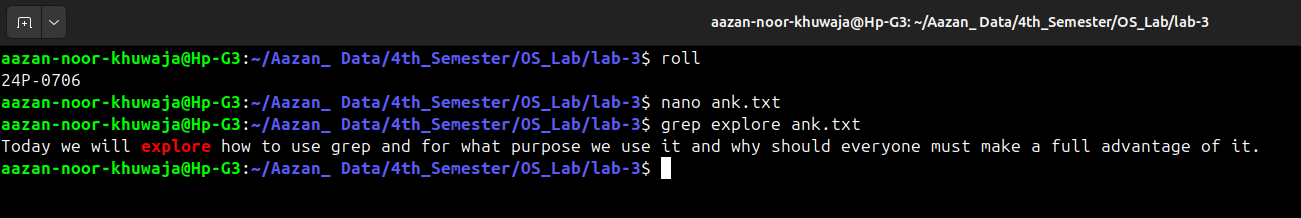 aazan-noor-khuwaja@Hp-G3: ~/Aazan_ Data/4th_Semester/OS_Lab/lab-3
aazan-noor-khuwaja@Hp-G3:~/Aazan_ Data/4th_Semester/OS_Lab/lab-3$ roll
24P-0706
aazan-noor-khuwaja@Hp-G3:~/Aazan_ Data/4th_Semester/OS_Lab/lab-3$ nano ank.txt
aazan-noor-khuwaja@Hp-G3:~/Aazan_ Data/4th_Semester/OS_Lab/lab-3$ grep explore ank.txt
Today we will explore how to use grep and for what purpose we use it and why should everyone must make a full advantage of it.
aazan-noor-khuwaja@Hp-G3:~/Aazan_ Data/4th_Semester/OS_Lab/lab-3$